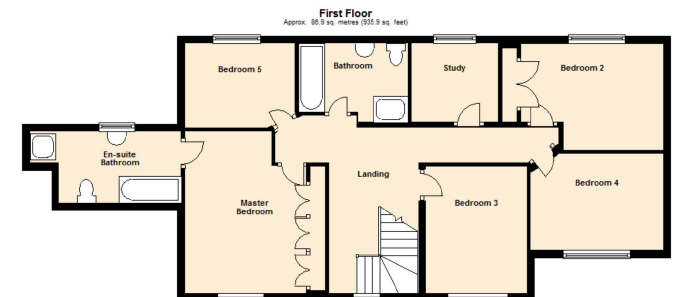 First Floor
Approx. 86.9 sq. metres (935.9 sq. feet)
Bedroom 5
Bathroom
Study
Bedroom 2
En-suite
Bathroom
Master
Bedroom
Landing
Bedroom 3
Bedroom 4